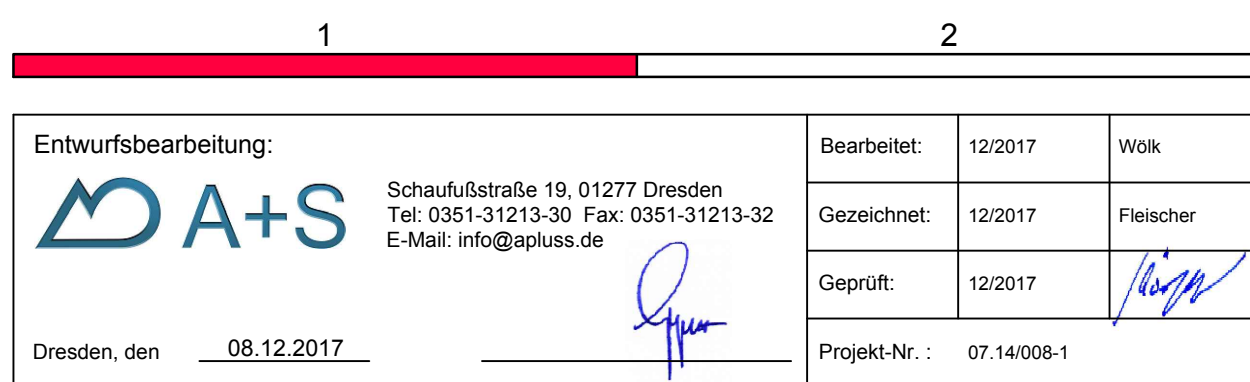 1 2
Entwurfsbearbeitung:
A+S
Schaufußstraße 19, 01277 Dresden
Tel: 0351-31213-30 Fax: 0351-31213-32
E-Mail: info@apluss.de
Dresden, den 08.12.2017
Bearbeitet: 12/2017 Wölk
Gezeichnet: 12/2017 Fleischer
Geprüft: 12/2017
Projekt-Nr. : 07.14/008-1